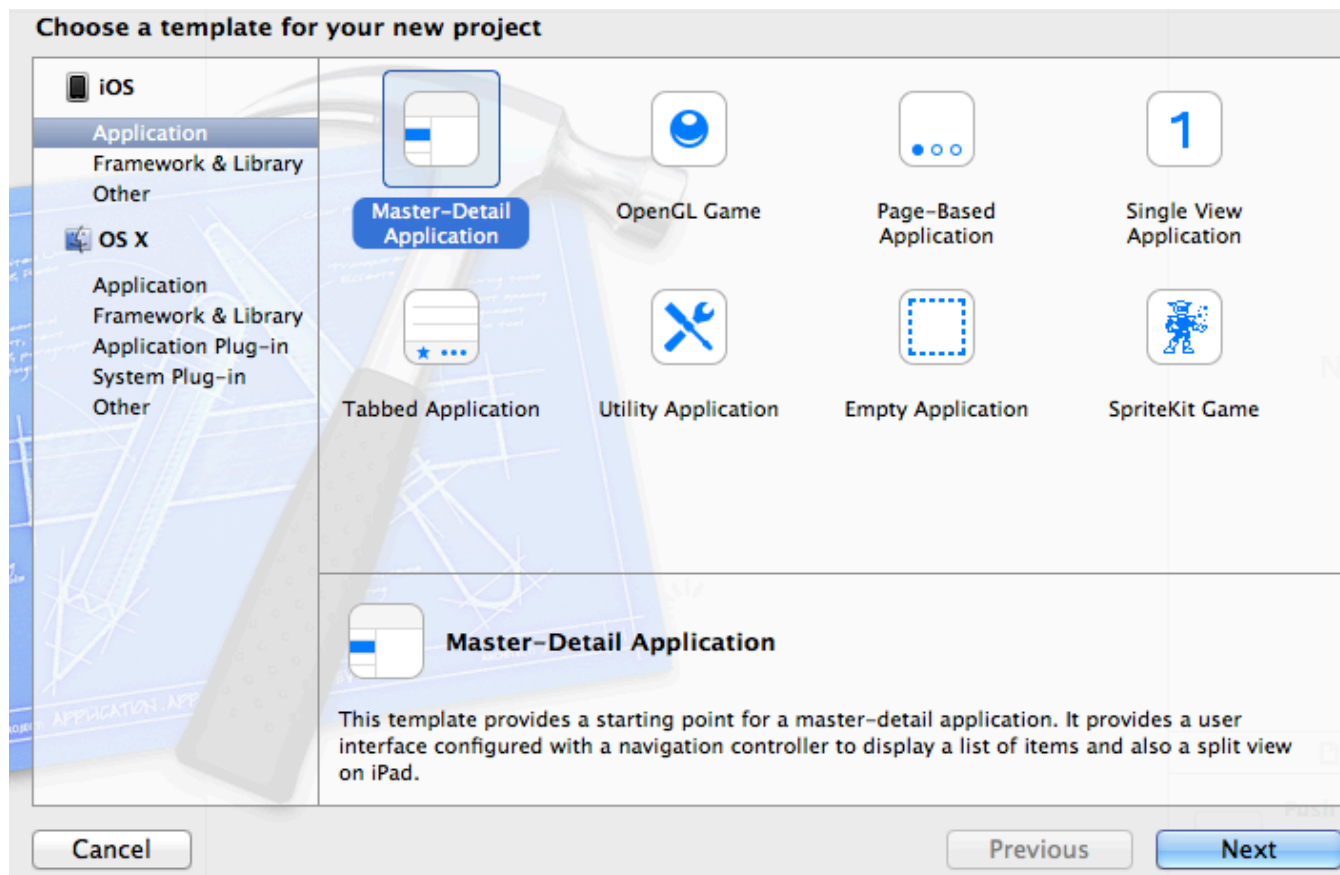 Choose a template for your new project
iOS
Application
Framework & Library
Other
OS X
Application
Framework & Library
Application Plug-in
System Plug-in
Other
Master-Detail
Application
OpenGL Game
Page-Based
Application
1
Single View
Application
Tabbed Application
Utility Application
Empty Application
SpriteKit Game
Master-Detail Application
This template provides a starting point for a master-detail application. It provides a user
interface configured with a navigation controller to display a list of items and also a split view
on iPad.
APPLICATION.APP
Push
Cancel
Previous
Next